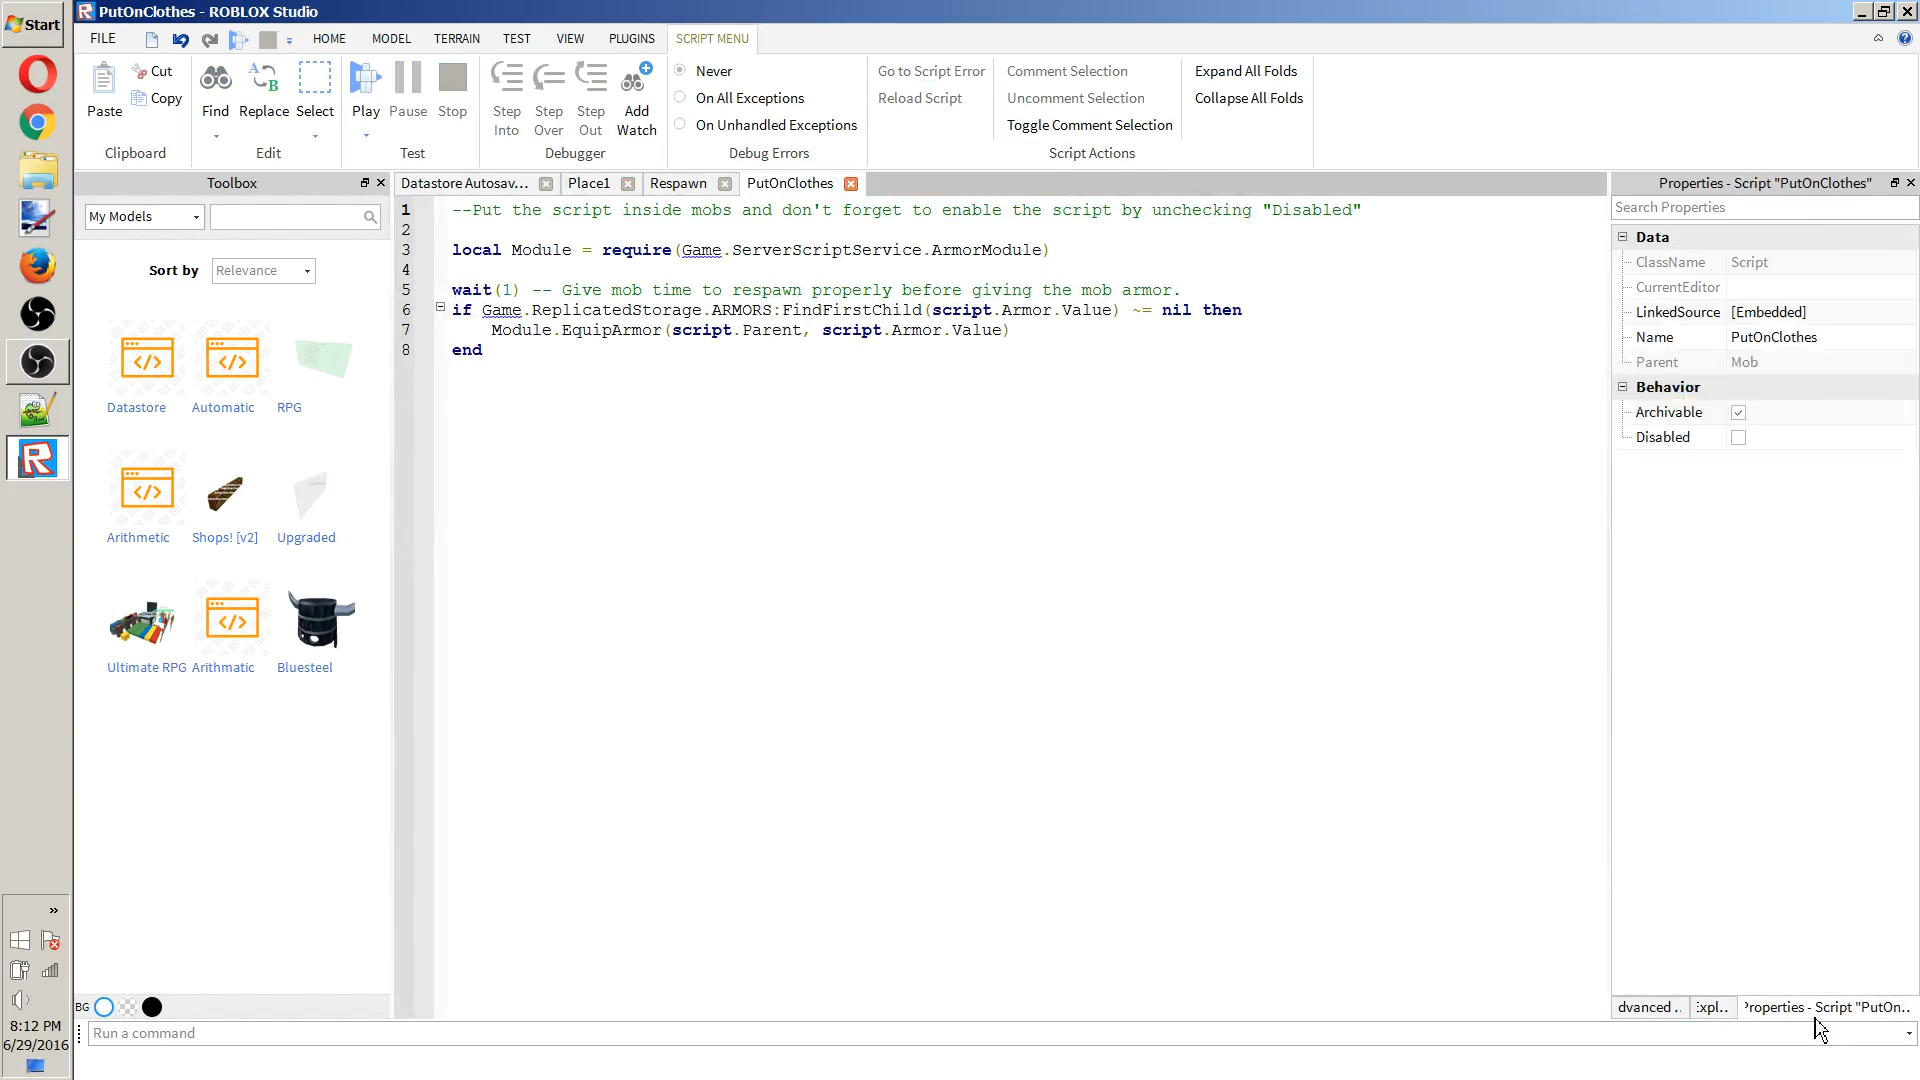 Start
PutOnClothes - ROBLOX Studio
FILE
HOME
MODEL
TERRAIN
TEST
VIEW
PLUGINS
SCRIPT MENU
Paste
Cut
Copy
Clipboard
Find
Replace
Select
Edit
Play
Pause
Stop
Test
Step Into
Step Over
Step Out
Add Watch
Debugger
Never
On All Exceptions
On Unhandled Exceptions
Debug Errors
Go to Script Error
Reload Script
Comment Selection
Uncomment Selection
Toggle Comment Selection
Script Actions
Expand All Folds
Collapse All Folds
Toolbox
My Models
Sort by
Relevance
Datastore
Automatic
RPG
Arithmetic
Shops! [v2]
Upgraded
Ultimate RPG
Arithmatic
Bluesteel
BG
Datastore Autosav...
Place1
Respawn
PutOnClothes
1 --Put the script inside mobs and don't forget to enable the script by unchecking "Disabled"
2
3 local Module = require(Game.ServerScriptService.ArmorModule)
4
5 wait(1) -- Give mob time to respawn properly before giving the mob armor.
6 if Game.ReplicatedStorage.ARMORS:FindFirstChild(script.Armor.Value) ~= nil then
7 Module.EquipArmor(script.Parent, script.Armor.Value)
8 end
Properties - Script "PutOnClothes"
Search Properties
Data
ClassName Script
CurrentEditor
LinkedSource [Embedded]
Name PutOnClothes
Parent Mob
Behavior
Archivable
Disabled
dvanced ..
Expl..
Properties - Script "PutOn...
Run a command
8:12 PM
6/29/2016